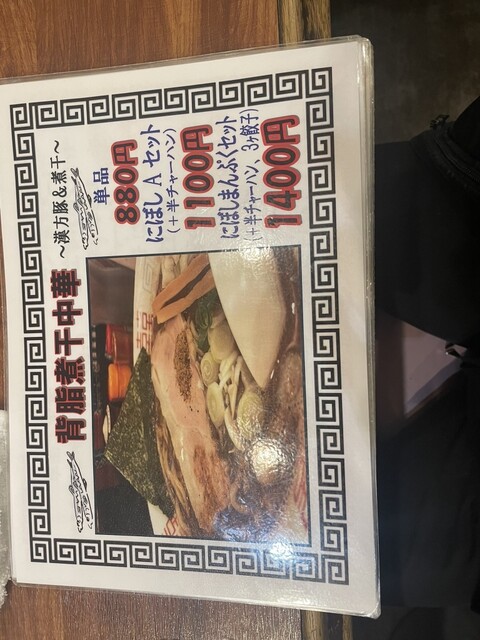 背脂煮干中華
～漢方豚＆煮干～
単品
880円
にぼしAセット
(＋半チャーハン)
1100円
にぼしまんぷくセット
(＋半チャーハン 3ヶ餃子)
1400円